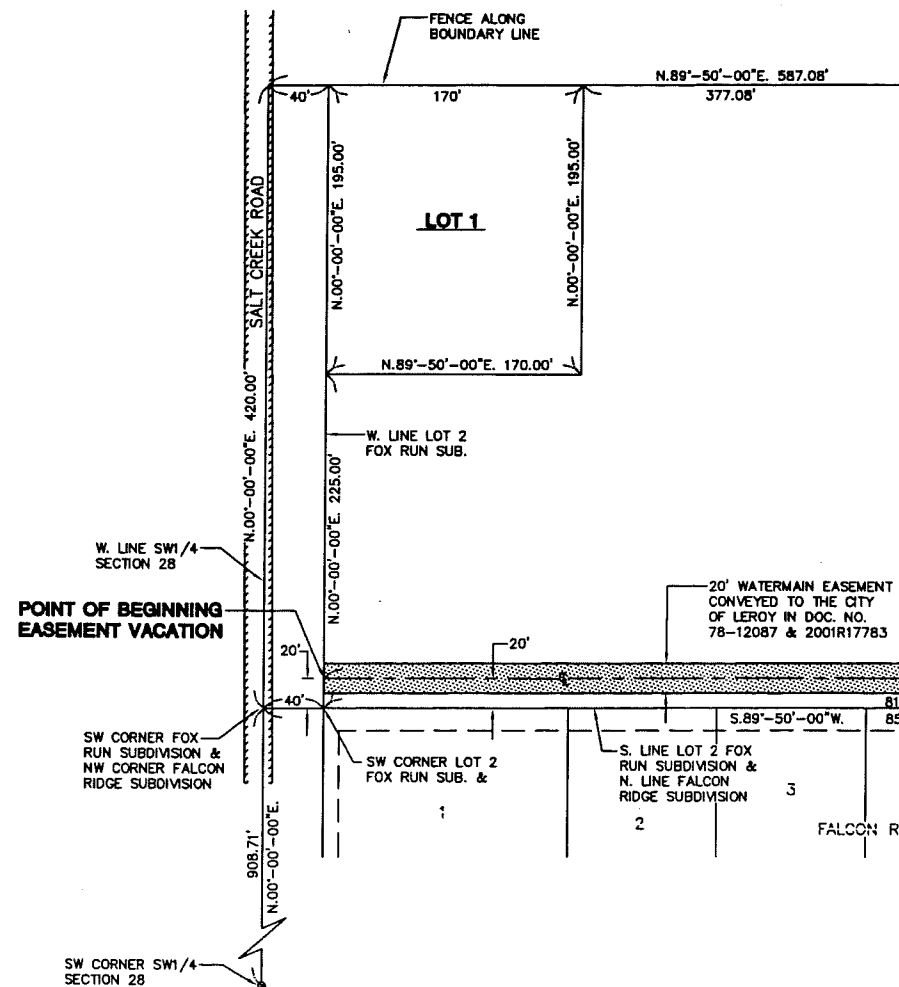 FENCE ALONG
BOUNDARY LINE
N.89°-50'-00"E. 587.08'
40'
170'
377.08'
SALT CREEK ROAD
N.00°-00'-00"E. 195.00'
N.00°-00'-00"E. 195.00'
LOT 1
N.89°-50'-00"E. 170.00'
N.00°-00'-00"E. 420.00'
W. LINE LOT 2
FOX RUN SUB.
N.00°-00'-00"E. 225.00'
W. LINE SW1/4
SECTION 28
POINT OF BEGINNING
EASEMENT VACATION
20' WATERMAIN EASEMENT
CONVEYED TO THE CITY
OF LEROY IN DOC. NO.
78-12087 & 2001R17783
20'
20'
40'
81
S.89°-50'-00"W.
85
SW CORNER FOX
RUN SUBDIVISION &
NW CORNER FALCON
RIDGE SUBDIVISION
SW CORNER LOT 2
FOX RUN SUB. &
S. LINE LOT 2 FOX
RUN SUBDIVISION &
N. LINE FALCON
RIDGE SUBDIVISION
1
2
3
FALCON R
908.71'
N.00°-00'-00"E.
SW CORNER SW1/4
SECTION 28